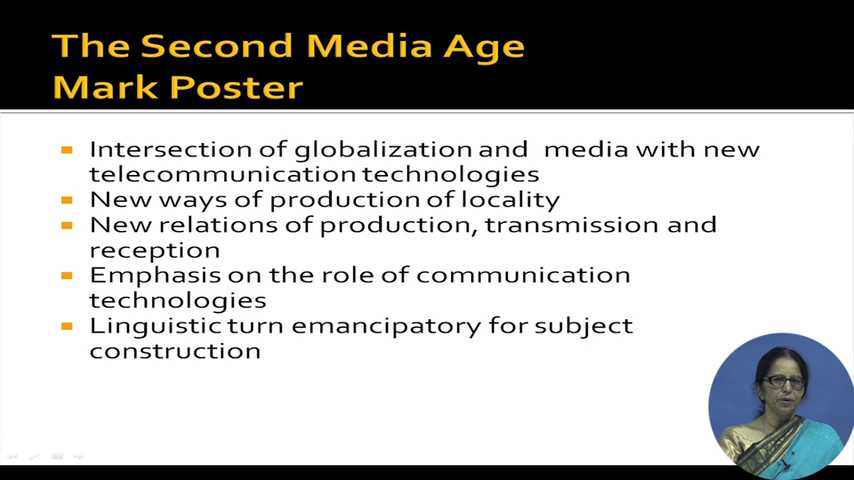 The Second Media Age
Mark Poster
Intersection of globalization and media with new
telecommunication technologies
New ways of production of locality
New relations of production, transmission and
reception
Emphasis on the role of communication
technologies
Linguistic turn emancipatory for subject
construction